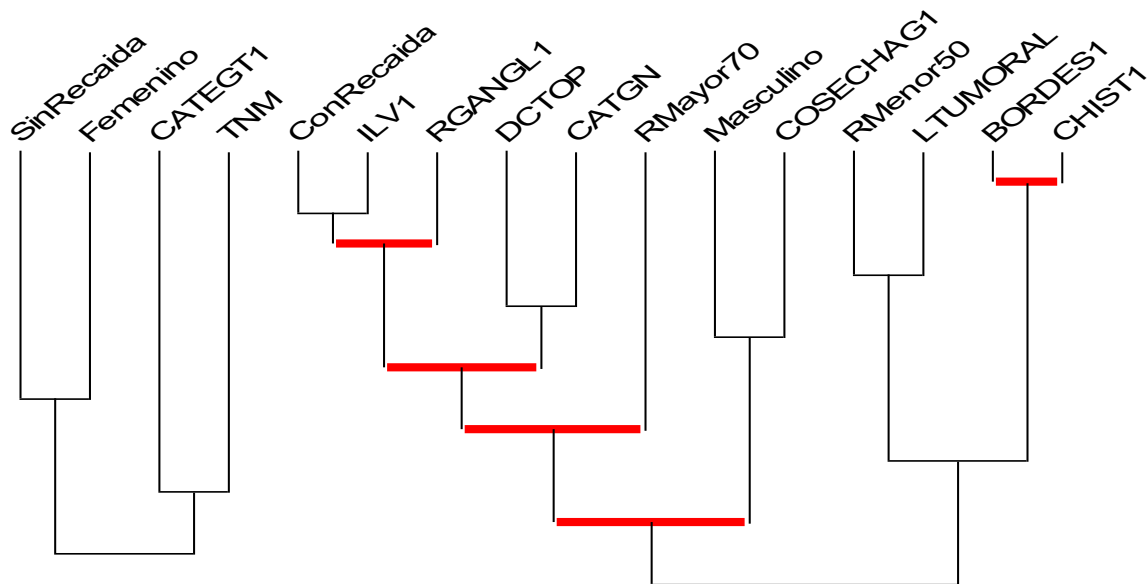 SinRecaida
Femenino
CATEGT1
TNM
ConRecaida
ILV1
RGANGL1
DCTOP
CATGN
RMayor70
Masculino
COSECHAG1
RMenor50
LTUMORAL
BORDES1
CHIST1